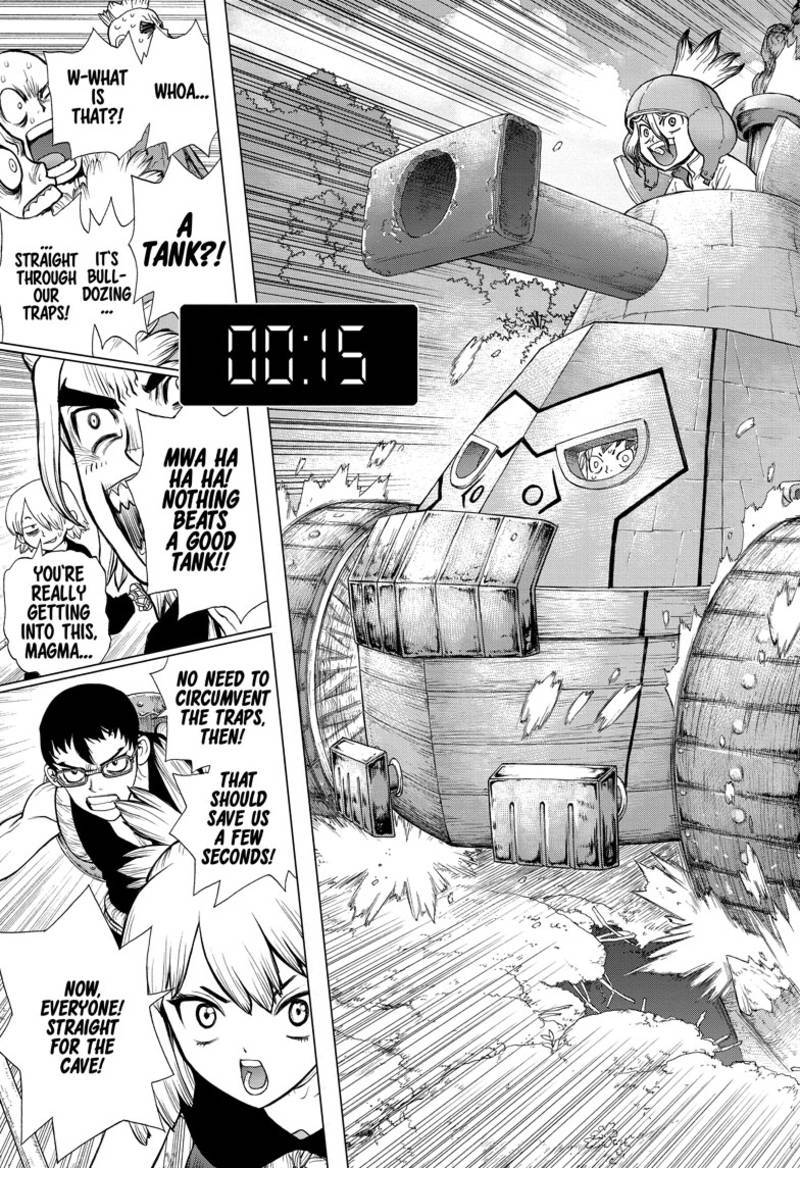 WHOA...
W-WHAT
IS
THAT?!
A
TANK?!
IT'S
BULL-
DOZING
...
...
STRAIGHT
THROUGH
OUR
TRAPS!
00:15
MWA HA
HA HA!
NOTHING
BEATS
A GOOD
TANK!!
YOU'RE
REALLY
GETTING
INTO THIS,
MAGMA...
NO NEED TO
CIRCUMVENT
THE TRAPS,
THEN!
THAT
SHOULD
SAVE US
A FEW
SECONDS!
NOW,
EVERYONE!
STRAIGHT
FOR THE
CAVE!